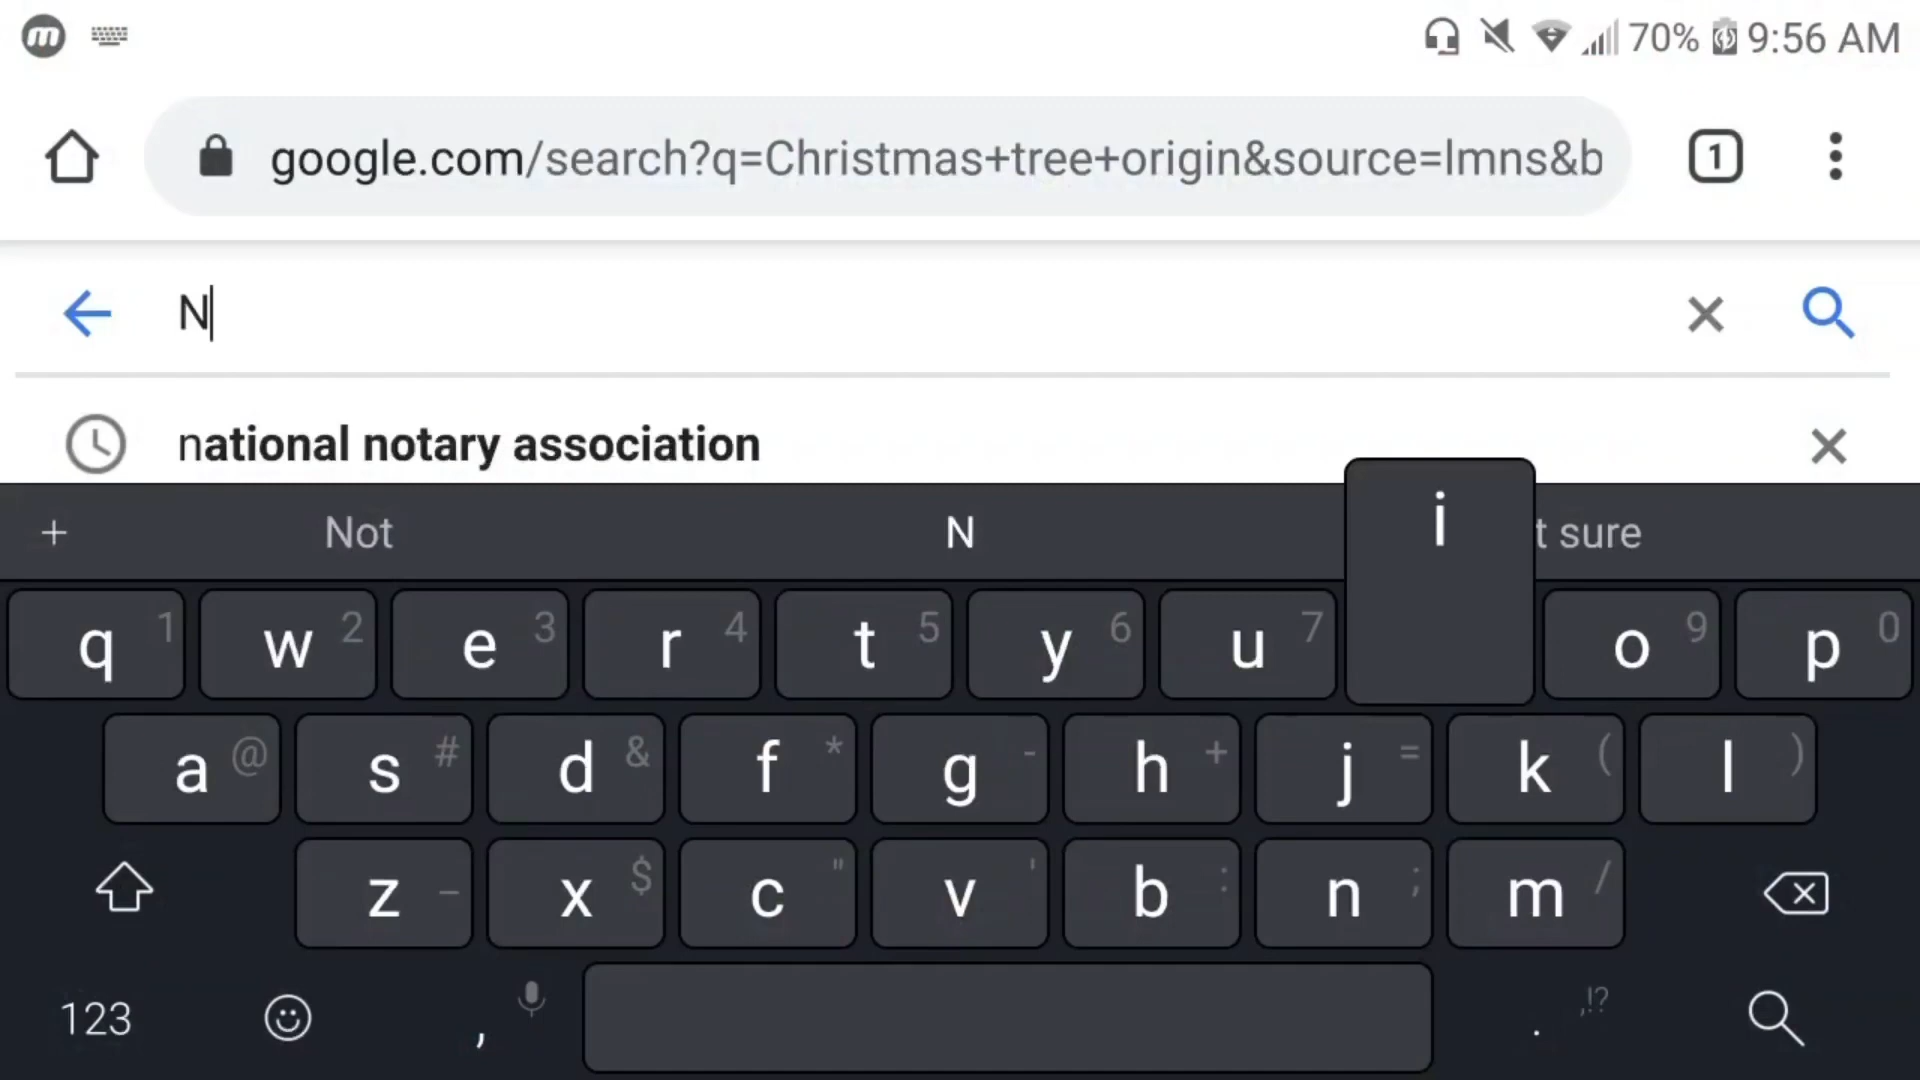 m 70% 9:56 AM
google.com/search?q=Christmas+tree+origin&source=lmns&b
1
N
national notary association
+ Not N t sure
q 1 w 2 e 3 r 4 t 5 y 6 u 7 i o 9 p 0
a @ s # d & f * g - h + j = k ( l )
z _ x $ c " v ' b : n ; m /
123 , . ,!?